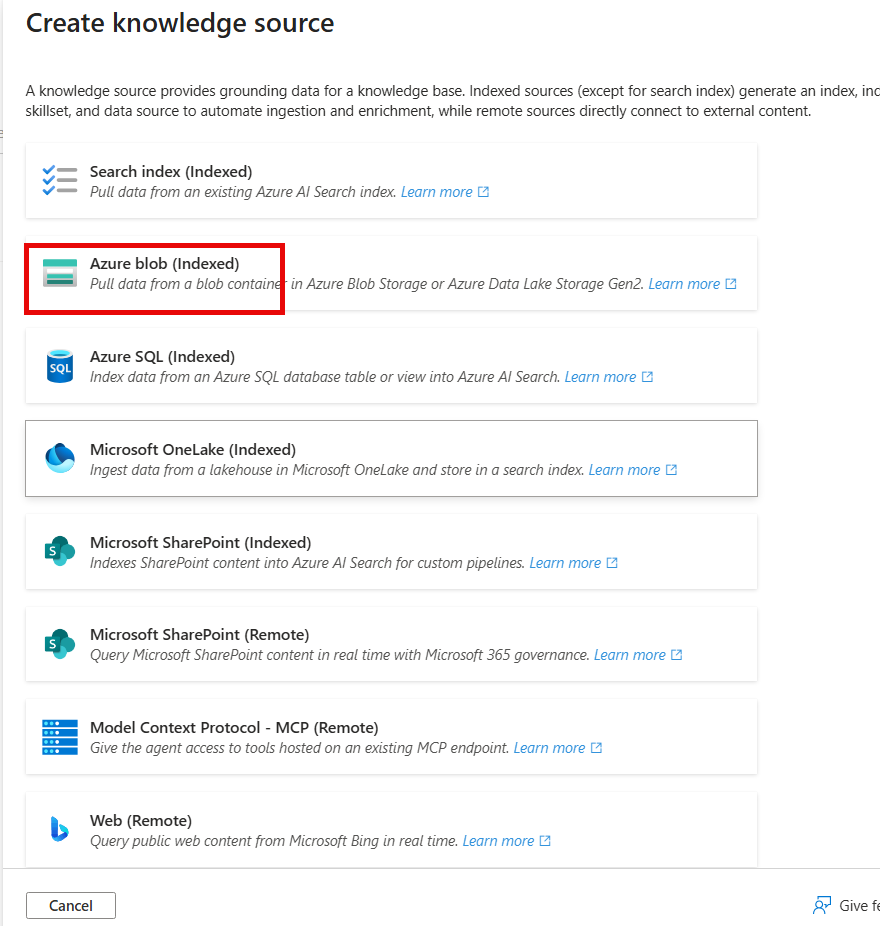 Create knowledge source
A knowledge source provides grounding data for a knowledge base. Indexed sources (except for search index) generate an index,
skillset, and data source to automate ingestion and enrichment, while remote sources directly connect to external content.
Search index (Indexed)
Pull data from an existing Azure AI Search index. Learn more
Azure blob (Indexed)
Pull data from a blob container in Azure Blob Storage or Azure Data Lake Storage Gen2. Learn more
SQL
Azure SQL (Indexed)
Index data from an Azure SQL database table or view into Azure AI Search. Learn more
Microsoft OneLake (Indexed)
Ingest data from a lakehouse in Microsoft OneLake and store in a search index. Learn more
S
Microsoft SharePoint (Indexed)
Indexes SharePoint content into Azure AI Search for custom pipelines. Learn more
S
Microsoft SharePoint (Remote)
Query Microsoft SharePoint content in real time with Microsoft 365 governance. Learn more
Model Context Protocol - MCP (Remote)
Give the agent access to tools hosted on an existing MCP endpoint. Learn more
Web (Remote)
Query public web content from Microsoft Bing in real time. Learn more
Cancel
Give